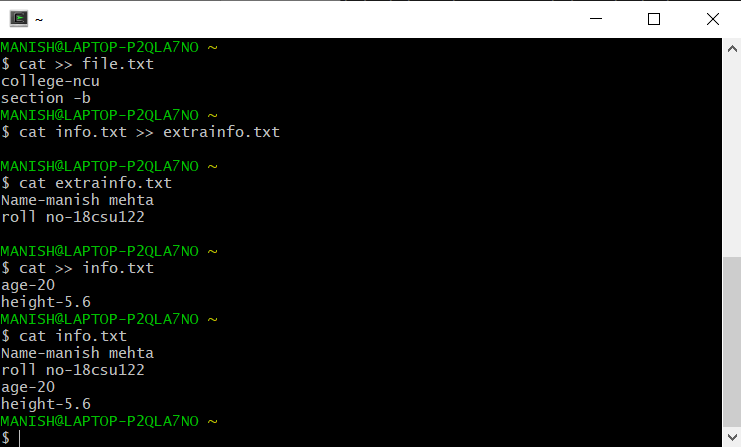 ~
MANISH@LAPTOP-P2QLA7NO ~
$ cat >> file.txt
college-ncu
section -b
MANISH@LAPTOP-P2QLA7NO ~
$ cat info.txt >> extrainfo.txt
MANISH@LAPTOP-P2QLA7NO ~
$ cat extrainfo.txt
Name-manish mehta
roll no-18csu122
MANISH@LAPTOP-P2QLA7NO ~
$ cat >> info.txt
age-20
height-5.6
MANISH@LAPTOP-P2QLA7NO ~
$ cat info.txt
Name-manish mehta
roll no-18csu122
age-20
height-5.6
MANISH@LAPTOP-P2QLA7NO ~
$